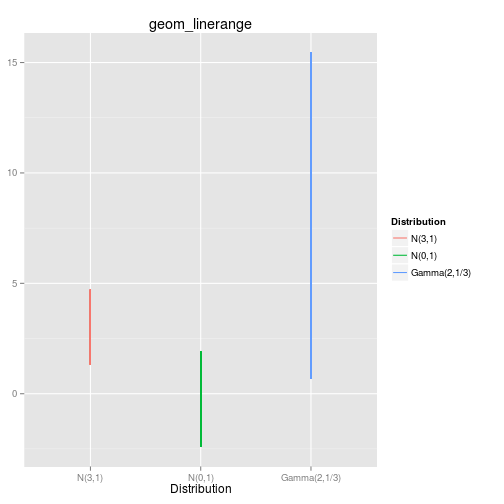 geom_linerange
15
10
5
0
N(3,1)
N(0,1)
Gamma(2,1/3)
Distribution
Distribution
N(3,1)
N(0,1)
Gamma(2,1/3)